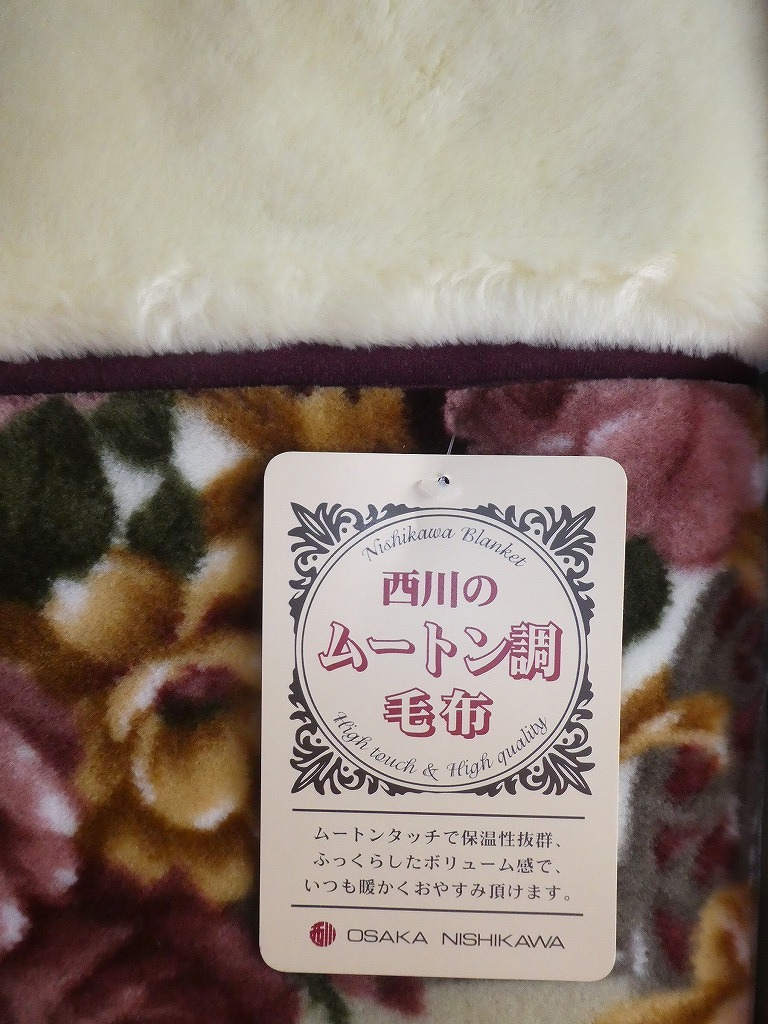 Nishikawa Blanket
西川の
ムートン調
毛布
High touch & High quality
ムートンタッチで保温性抜群、
ふっくらしたボリューム感で、
いつも暖かくおやすみ頂けます。
西川 OSAKA NISHIKAWA